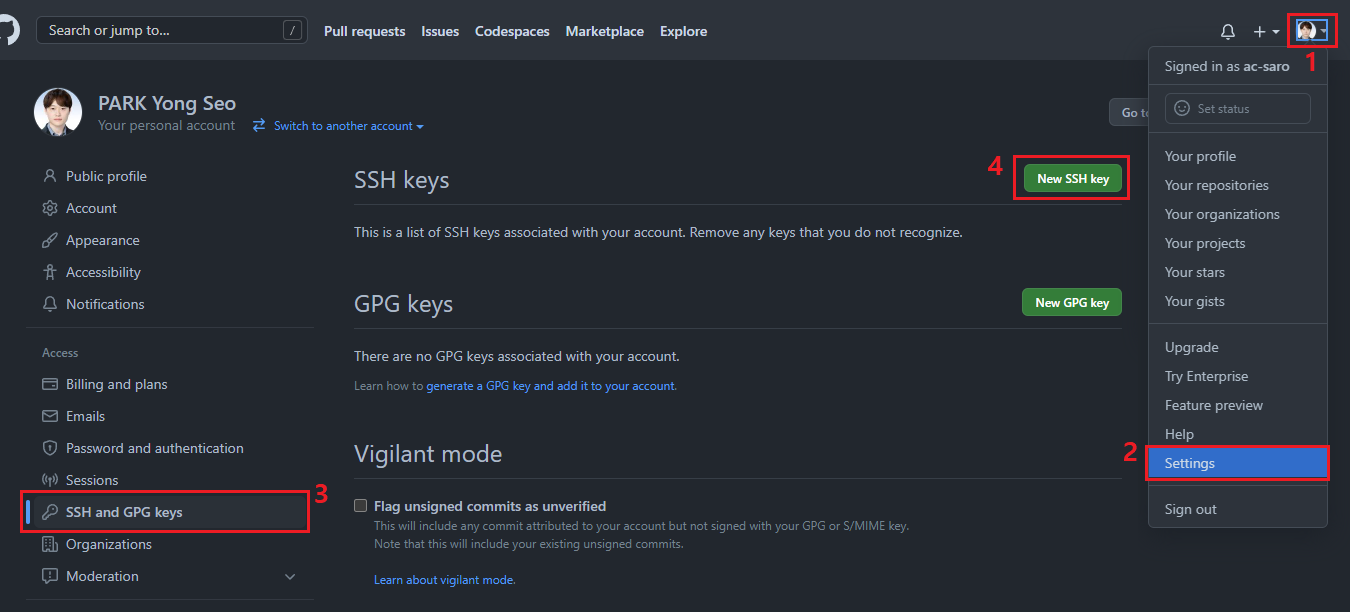 Search or jump to...
/
Pull requests
Issues
Codespaces
Marketplace
Explore
1
Signed in as ac-saro
Set status
Your profile
Your repositories
Your organizations
Your projects
Your stars
Your gists
Upgrade
Try Enterprise
Feature preview
Help
2
Settings
Sign out
PARK Yong Seo
Your personal account
Switch to another account
Go to
Public profile
Account
Appearance
Accessibility
Notifications
Access
Billing and plans
Emails
Password and authentication
Sessions
3
SSH and GPG keys
Organizations
Moderation
SSH keys
4
New SSH key
This is a list of SSH keys associated with your account. Remove any keys that you do not recognize.
GPG keys
New GPG key
There are no GPG keys associated with your account.
Learn how to generate a GPG key and add it to your account.
Vigilant mode
Flag unsigned commits as unverified
This will include any commit attributed to your account but not signed with your GPG or S/MIME key.
Note that this will include your existing unsigned commits.
Learn about vigilant mode.